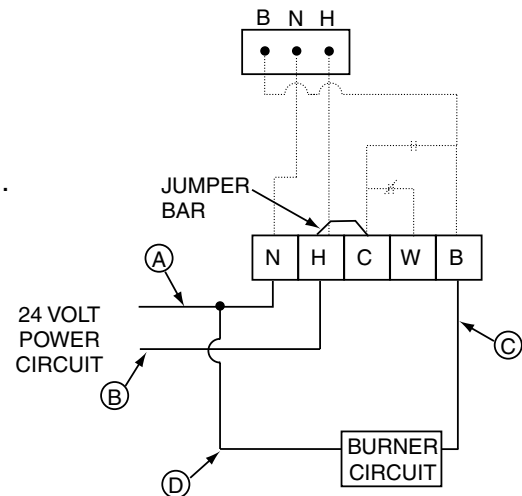 B N H
.
JUMPER
BAR
N H C W B
A
24 VOLT
POWER
CIRCUIT
B
C
BURNER
CIRCUIT
D